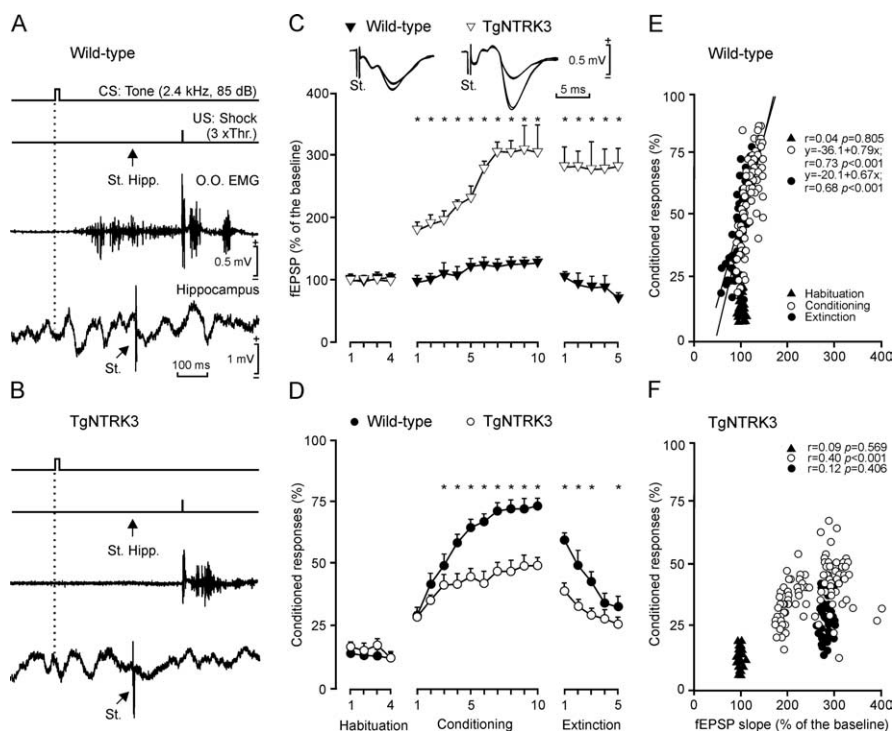 A
Wild-type
CS: Tone (2.4 kHz, 85 dB)
US: Shock
(3 xThr.)
St. Hipp.
O.O. EMG
+
0.5 mV
–
Hippocampus
+
1 mV
–
St.
100 ms
B
TgNTRK3
St. Hipp.
St.
C
Wild-type
TgNTRK3
+
0.5 mV
–
St.
St.
5 ms
fEPSP (% of the baseline)
400
300
200
100
0
* * * * * * * * * *
* * * * *
1 4
1 5 10
1 5
D
Wild-type
TgNTRK3
Conditioned responses (%)
100
75
50
25
0
* * * * * * * *
* * * *
1 4
1 5 10
1 5
Habituation
Conditioning
Extinction
E
Wild-type
Conditioned responses (%)
100
75
50
25
0
r=0.04 p=0.805
y=-36.1+0.79x;
r=0.73 p<0.001
y=-20.1+0.67x;
r=0.68 p<0.001
Habituation
Conditioning
Extinction
0 100 200 300 400
F
TgNTRK3
Conditioned responses (%)
100
75
50
25
0
r=0.09 p=0.569
r=0.40 p<0.001
r=0.12 p=0.406
0 100 200 300 400
fEPSP slope (% of the baseline)